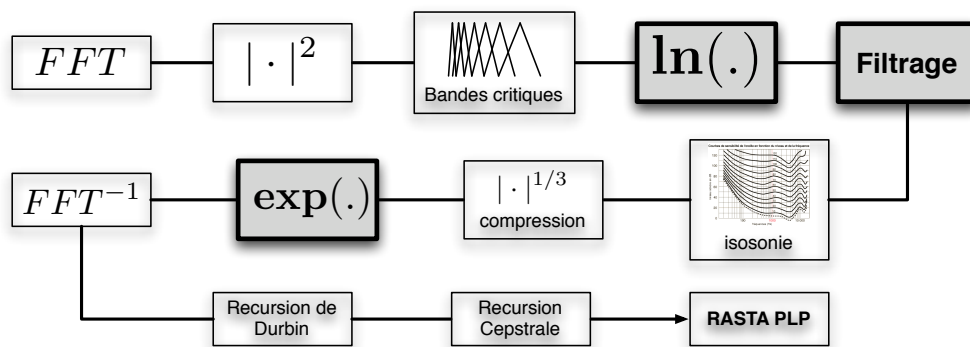 FFT
| · |²
Bandes critiques
ln(.)
Filtrage
FFT⁻¹
exp(.)
| · |^{1/3}
compression
isosonie
Recursion de
Durbin
Recursion
Cepstrale
RASTA PLP